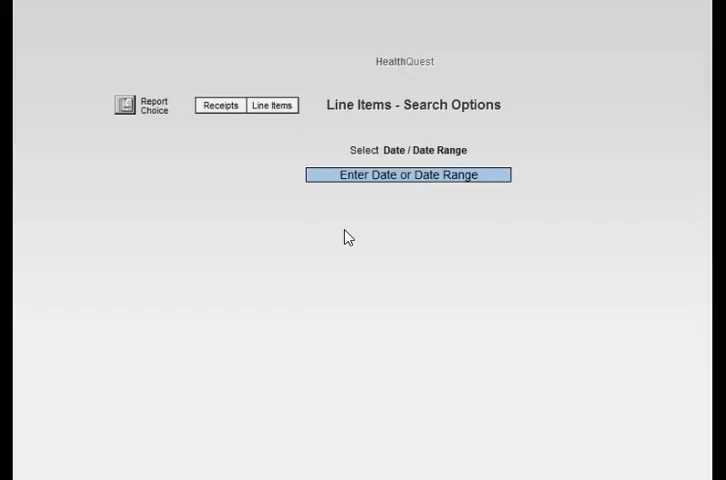 HealthQuest
Report
Choice
Receipts
Line Items
Line Items - Search Options
Select Date / Date Range
Enter Date or Date Range